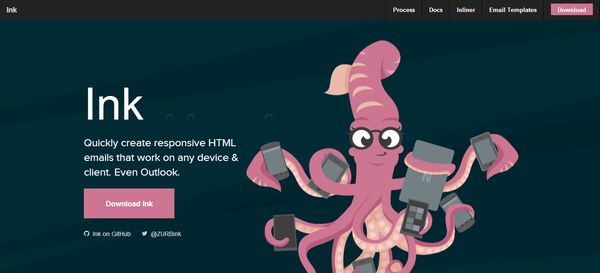 Ink
Process Docs Inliner Email Templates Download
Ink
Quickly create responsive HTML
emails that work on any device &
client. Even Outlook.
Download Ink
Ink on GitHub @ZURBink